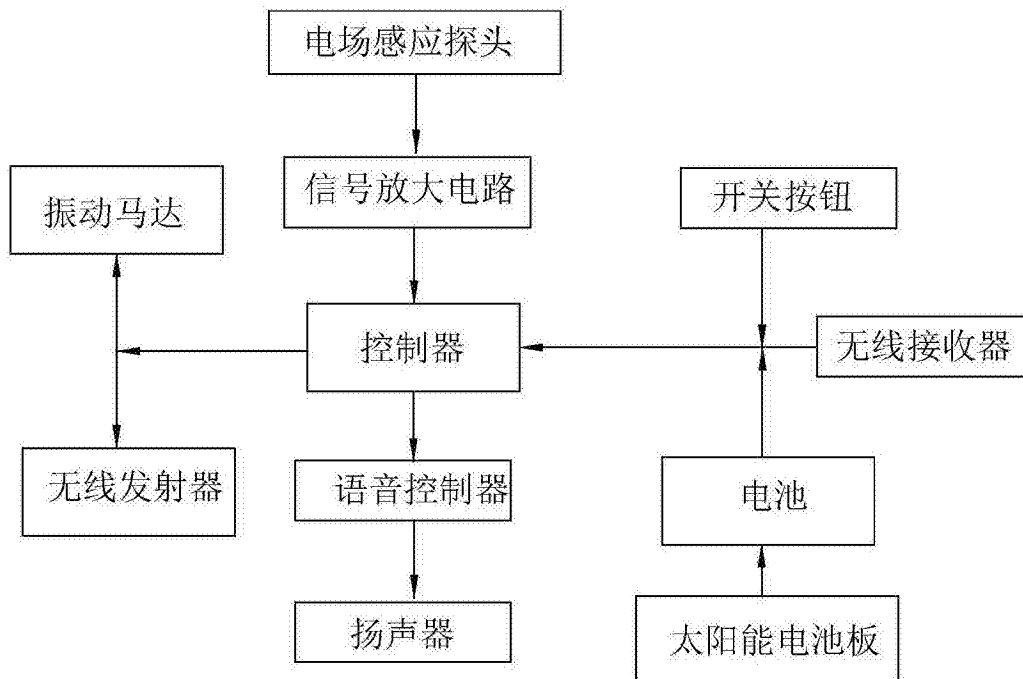 电场感应探头
信号放大电路
振动马达
开关按钮
控制器
无线接收器
无线发射器
语音控制器
电池
扬声器
太阳能电池板